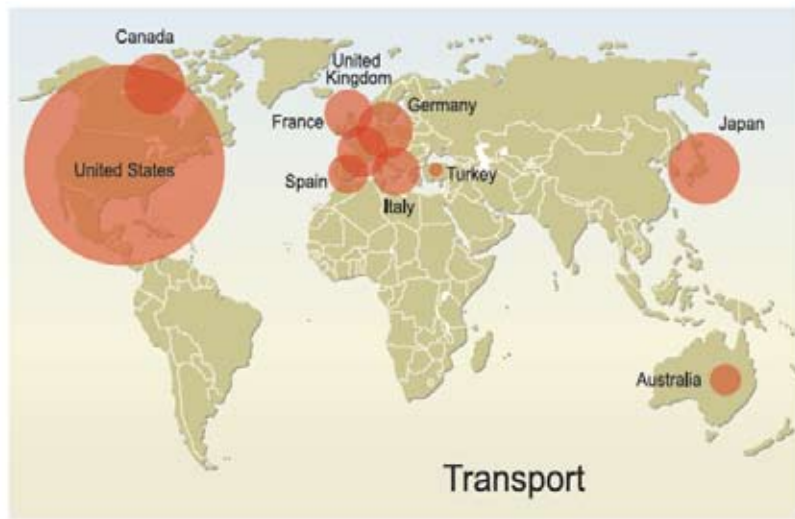 Canada
United
Kingdom
France
Germany
Japan
United States
Spain
Turkey
Italy
Australia
Transport